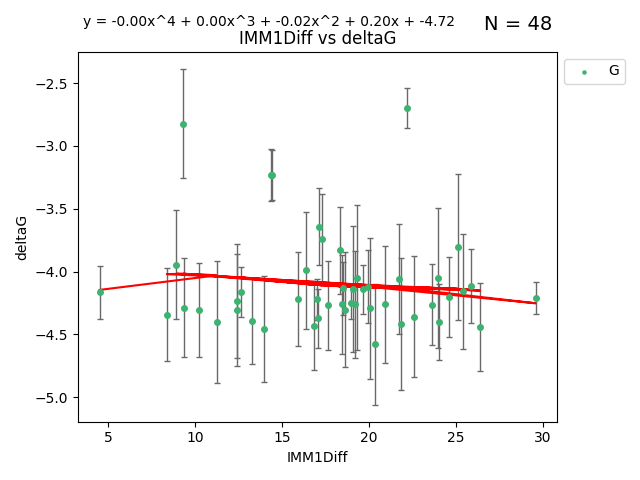 y = -0.00x^4 + 0.00x^3 + -0.02x^2 + 0.20x + -4.72
N = 48
IMM1Diff vs deltaG
G
−2.5
−3.0
−3.5
−4.0
−4.5
−5.0
deltaG
5 10 15 20 25 30
IMM1Diff